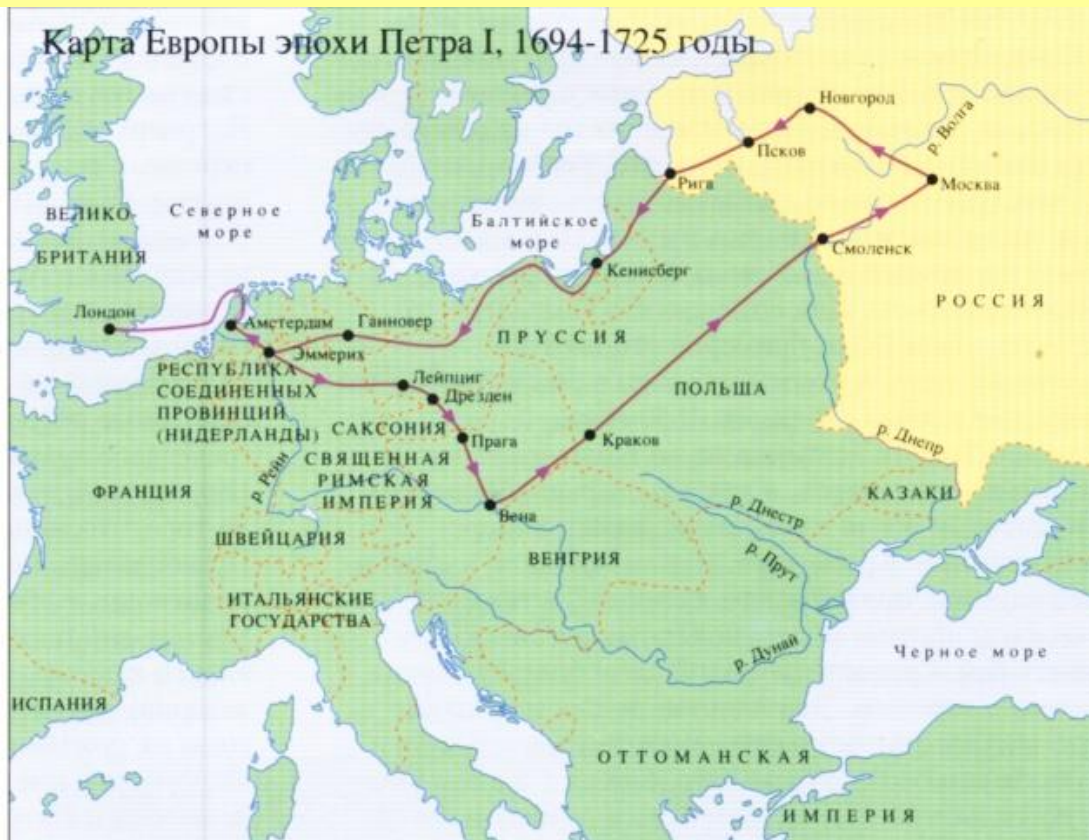 Карта Европы эпохи Петра I, 1694-1725 годы
Новгород
р. Волга
Псков
Рига
Москва
ВЕЛИКО-
БРИТАНИЯ
Северное
море
Балтийское
море
Смоленск
Кенисберг
РОССИЯ
Лондон
Амстердам
Ганновер
ПРУССИЯ
Эммерих
РЕСПУБЛИКА
СОЕДИНЕННЫХ
ПРОВИНЦИЙ
(НИДЕРЛАНДЫ)
Лейпциг
Дрезден
ПОЛЬША
САКСОНИЯ
Прага
Краков
р. Днепр
СВЯЩЕННАЯ
РИМСКАЯ
ИМПЕРИЯ
р. Рейн
ФРАНЦИЯ
КАЗАКИ
Вена
р. Днестр
ШВЕЙЦАРИЯ
ВЕНГРИЯ
р. Прут
ИТАЛЬЯНСКИЕ
ГОСУДАРСТВА
р. Дунай
Черное море
ИСПАНИЯ
ОТТОМАНСКАЯ
ИМПЕРИЯ